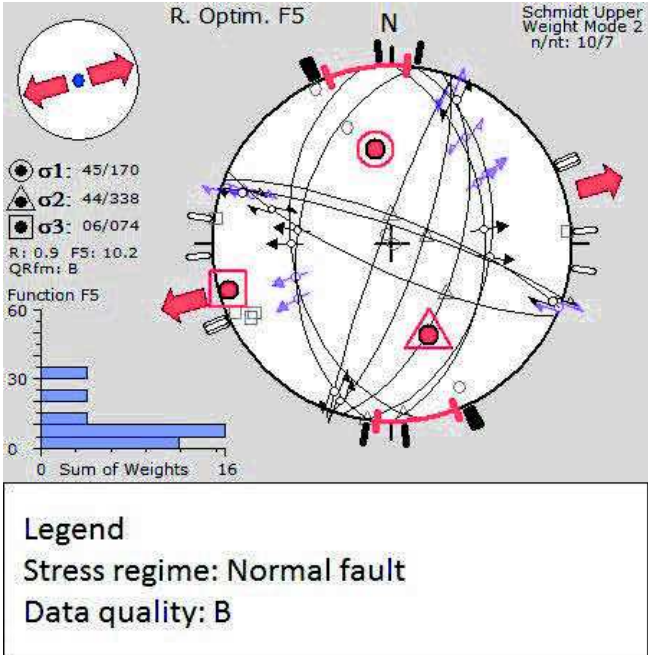 R. Optim. F5
N
Schmidt Upper
Weight Mode 2
n/nt: 10/7
σ1: 45/170
σ2: 44/338
σ3: 06/074
R: 0.9 F5: 10.2
QRfm: B
Function F5
60
30
0
0 Sum of Weights 16
Legend
Stress regime: Normal fault
Data quality: B